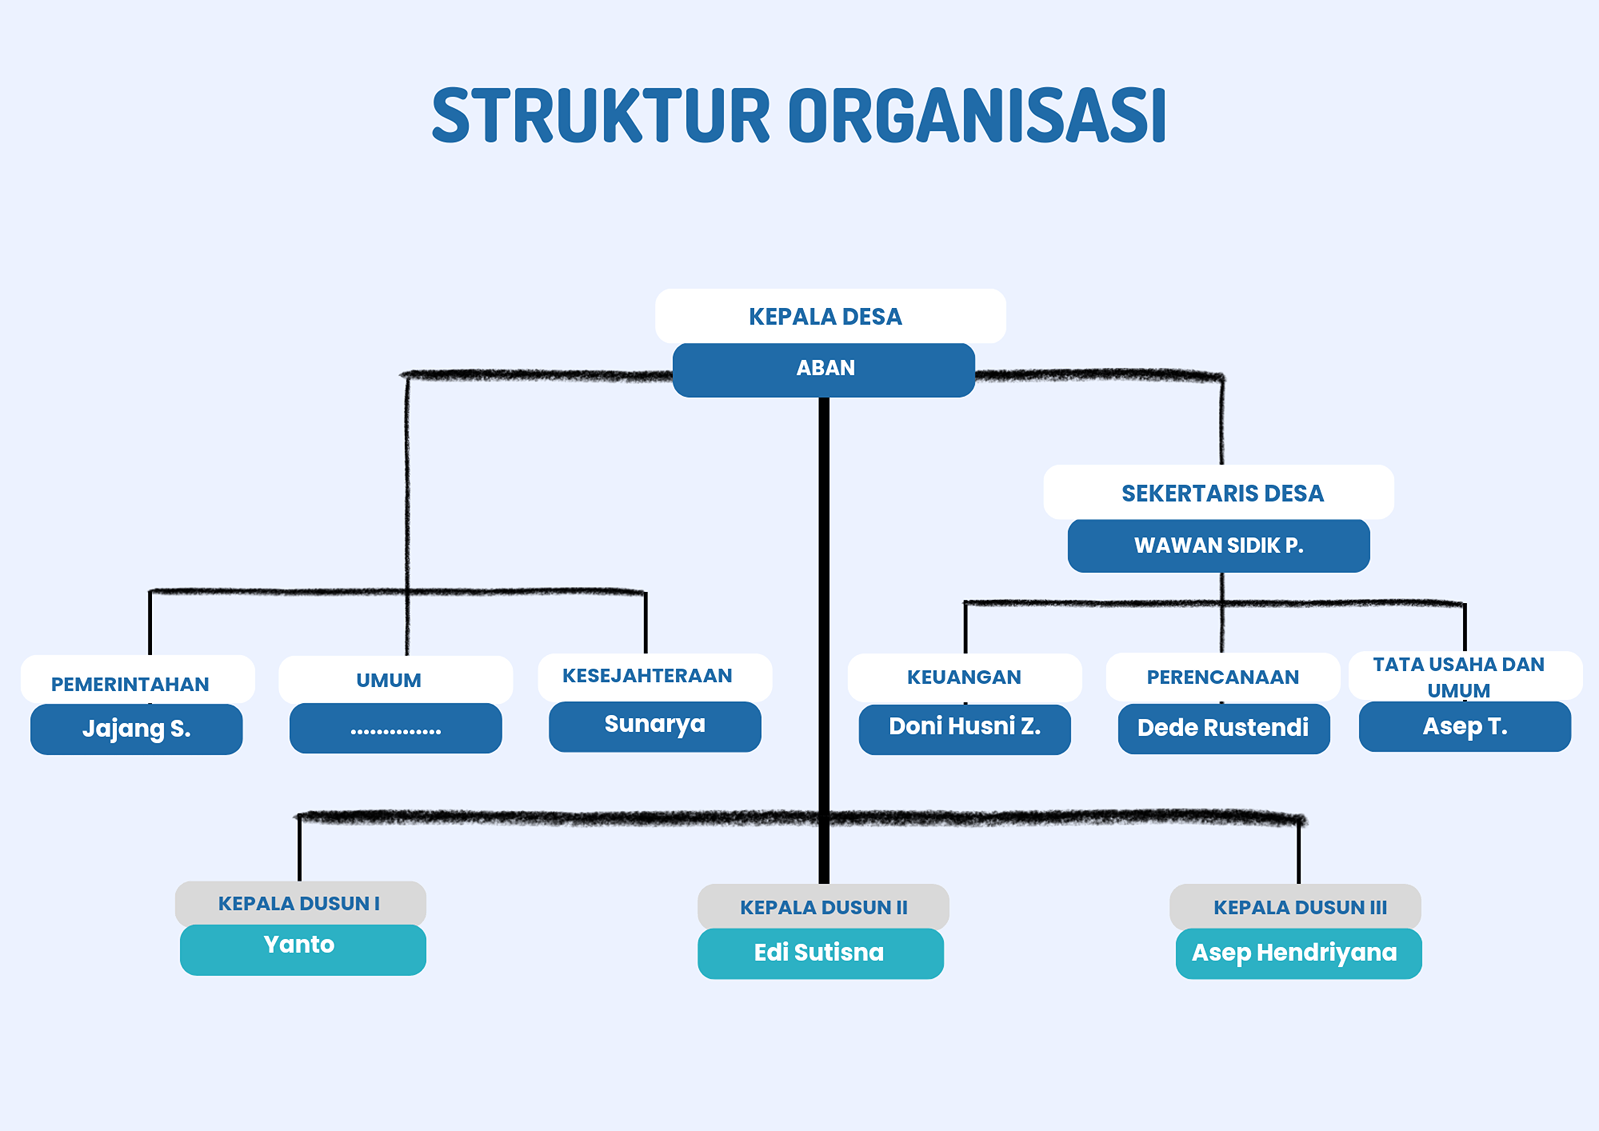 STRUKTUR ORGANISASI
KEPALA DESA
ABAN
SEKERTARIS DESA
WAWAN SIDIK P.
PEMERINTAHAN
Jajang S.
UMUM
..............
KESEJAHTERAAN
Sunarya
KEUANGAN
Doni Husni Z.
PERENCANAAN
Dede Rustendi
TATA USAHA DAN
UMUM
Asep T.
KEPALA DUSUN I
Yanto
KEPALA DUSUN II
Edi Sutisna
KEPALA DUSUN III
Asep Hendriyana